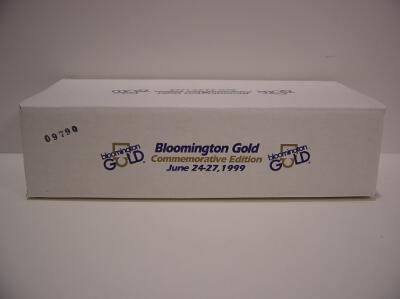 09790
bloomington
GOLD
Bloomington Gold
Commemorative Edition
June 24-27, 1999
bloomington
GOLD